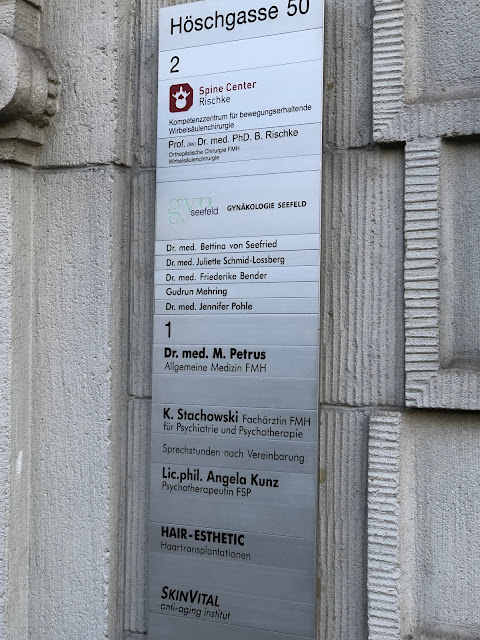 Höschgasse 50
2
Spine Center
Rischke
Kompetenzzentrum für bewegungserhaltende
Wirbelsäulenchirurgie
Prof. (BK) Dr. med. PhD. B. Rischke
Orthopädische Chirurgie FMH
Wirbelsäulenchirurgie
gyn
seefeld
GYNÄKOLOGIE SEEFELD
Dr. med. Bettina von Seefried
Dr. med. Juliette Schmid-Lossberg
Dr. med. Friederike Bender
Gudrun Mehring
Dr. med. Jennifer Pohle
1
Dr. med. M. Petrus
Allgemeine Medizin FMH
K. Stachowski Fachärztin FMH
für Psychiatrie und Psychotherapie
Sprechstunden nach Vereinbarung
Lic.phil. Angela Kunz
Psychotherapeutin FSP
HAIR-ESTHETIC
Haartransplantationen
SKINVITAL
anti-aging institut